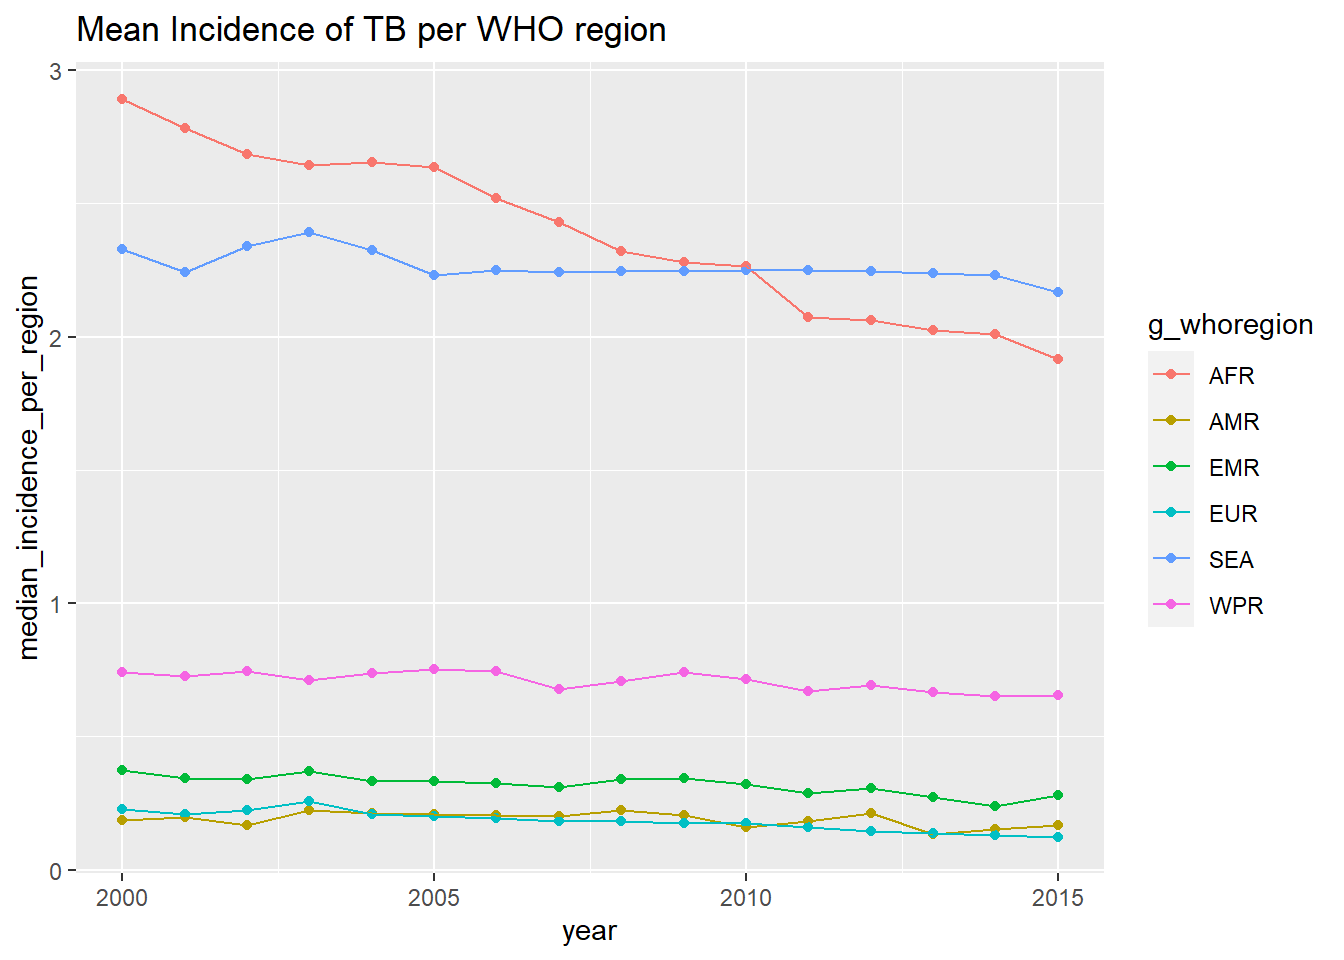 Mean Incidence of TB per WHO region
median_incidence_per_region
3
2
1
0
2000
2005
2010
2015
year
g_whoregion
AFR
AMR
EMR
EUR
SEA
WPR